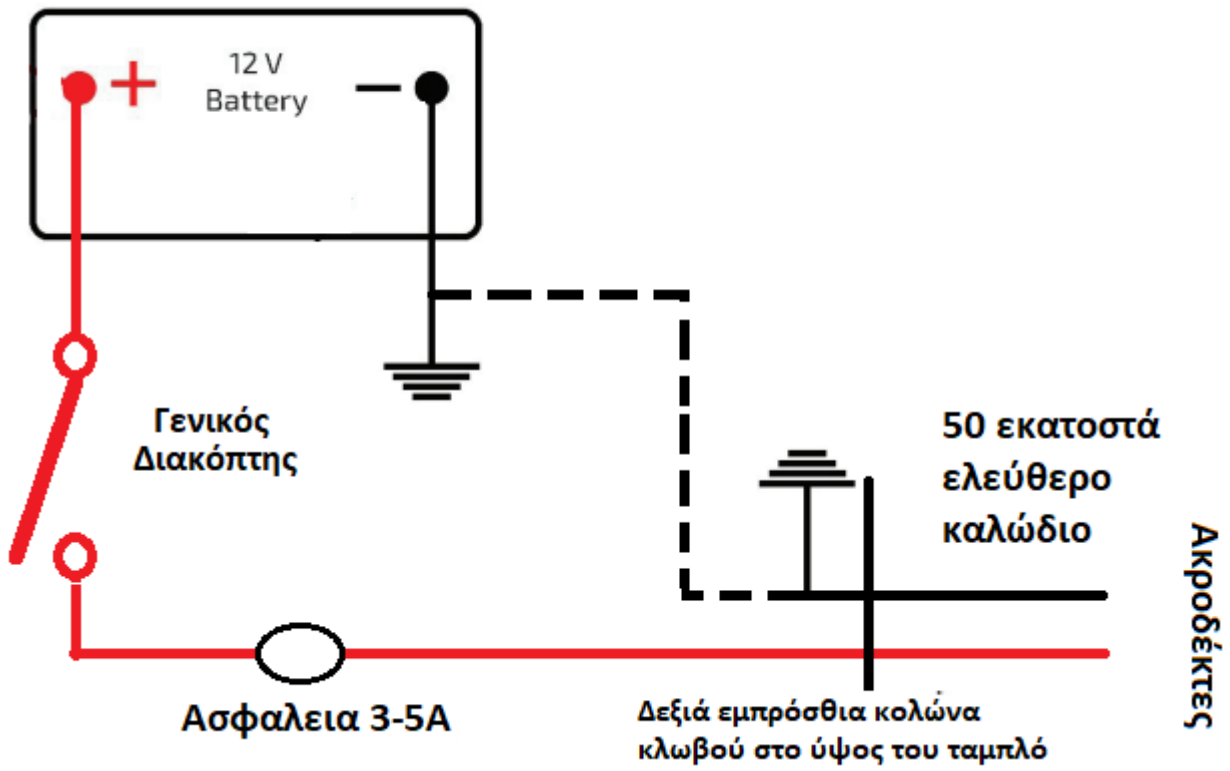 + 12 V −
Battery
Γενικός
Διακόπτης
50 εκατοστά
ελεύθερο
καλώδιο
Ακροδέκτες
Ασφαλεια 3-5Α
Δεξιά εμπρόσθια κολώνα
κλωβού στο ύψος του ταμπλό